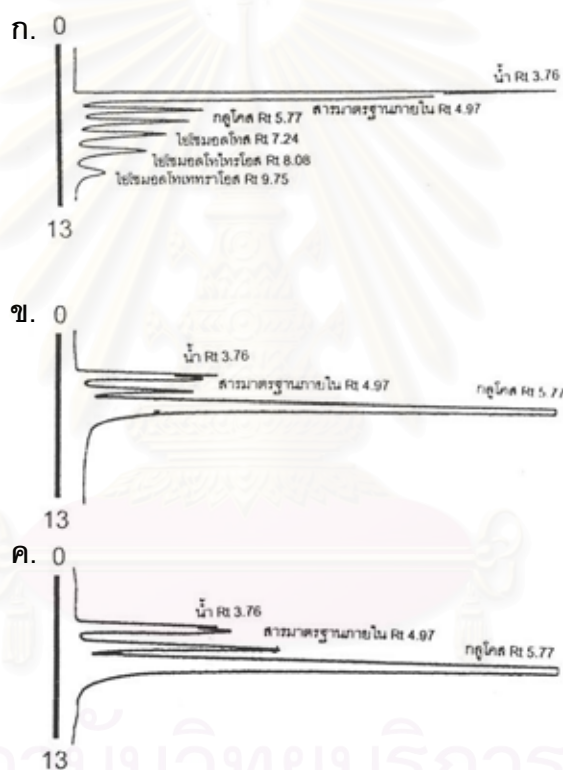 ก. 0
น้ำ Rt 3.76
สารมาตรฐานภายใน Rt 4.97
กลูโคส Rt 5.77
ไอโซมอลโทส Rt 7.24
ไอโซมอลโทไทรโอส Rt 8.08
ไอโซมอลโทเททราโอส Rt 9.75
13
ข. 0
น้ำ Rt 3.76
สารมาตรฐานภายใน Rt 4.97
กลูโคส Rt 5.77
13
ค. 0
น้ำ Rt 3.76
สารมาตรฐานภายใน Rt 4.97
กลูโคส Rt 5.77
13